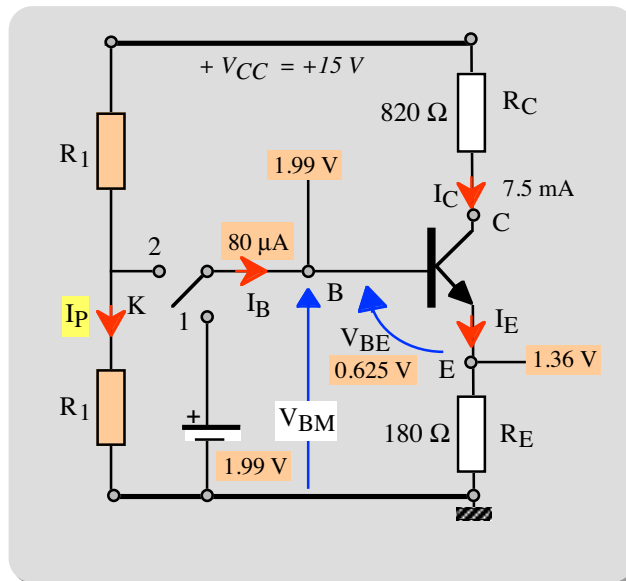 + VCC = +15 V
820 Ω
RC
R1
1.99 V
IC
7.5 mA
C
2
80 µA
IP
K
1
IB
B
IE
VBE
0.625 V
E
1.36 V
R1
+
VBM
180 Ω
RE
1.99 V